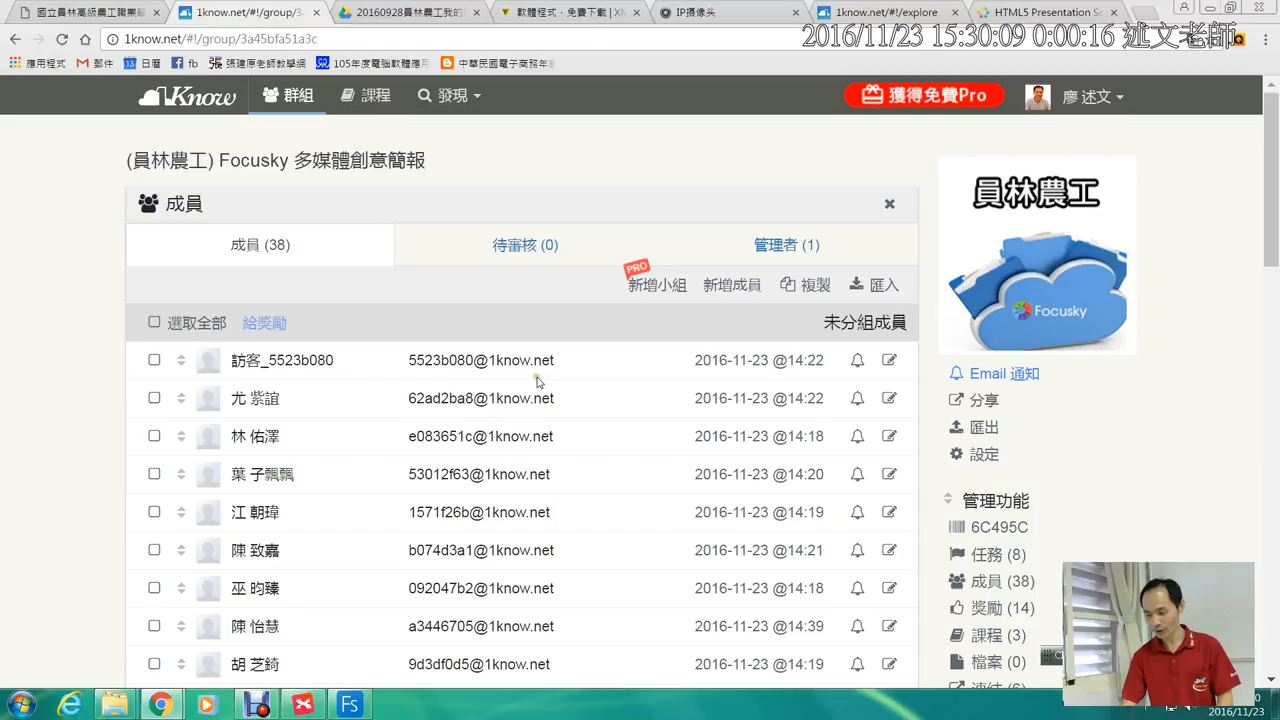 國立員林高級農工職業學
1know.net/#!/group/3a
20160928員林農工我的
軟體程式‧免費下載 | XN
IP摄像头
1know.net/#!/explore
HTML5 Presentation So
1know.net/#!/group/3a45bfa51a3c
2016/11/23 15:30:09 0:00:16 述文老師
應用程式
郵件
日曆
fb
張建原老師教學網
105年度電腦軟體應用
中華民國電子商務年
1Know
群組
課程
發現
獲得免費Pro
廖 述文
(員林農工) Focusky 多媒體創意簡報
成員
成員 (38)
待審核 (0)
管理者 (1)
PRO
新增小組
新增成員
複製
匯入
選取全部
給獎勵
未分組成員
訪客_5523b080 5523b080@1know.net 2016-11-23 @14:22
尤 紫誼 62ad2ba8@1know.net 2016-11-23 @14:22
林 佑澤 e083651c@1know.net 2016-11-23 @14:18
葉 子飄飄 53012f63@1know.net 2016-11-23 @14:20
江 朝 1571f26b@1know.net 2016-11-23 @14:19
陳 致嘉 b074d3a1@1know.net 2016-11-23 @14:21
巫 昀臻 092047b2@1know.net 2016-11-23 @14:18
陳 怡慧 a3446705@1know.net 2016-11-23 @14:39
胡 芝綺 9d3df0d5@1know.net 2016-11-23 @14:19
員林農工
Focusky
Email 通知
分享
匯出
設定
管理功能
6C495C
任務 (8)
成員 (38)
獎勵 (14)
課程 (3)
檔案 (0)
Fs
2016/11/23